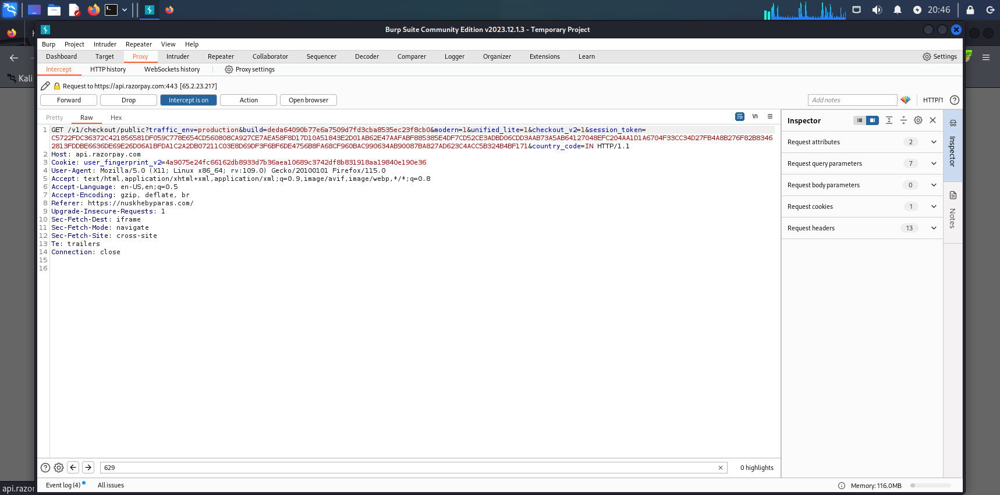 20:46
Burp Suite Community Edition v2023.12.1.3 - Temporary Project
Burp Project Intruder Repeater View Help
Dashboard Target Proxy Intruder Repeater Collaborator Sequencer Decoder Comparer Logger Organizer Extensions Learn Settings
Intercept HTTP history WebSockets history Proxy settings
Kali
Request to https://api.razorpay.com:443 [65.2.23.217]
Forward Drop Intercept is on Action Open browser Add notes HTTP/1
Pretty Raw Hex \n
1 GET /v1/checkout/public?traffic_env=production&build=deda64090b77e6a7509d7fd3cba8535ec23f8cb0&modern=1&unified_lite=1&checkout_v2=1&session_token=
C5722FDC36372C421856581DF059C778E654CD560808CA927CE7AEA58F8D17D10A51843E2D01AB62E47AAFABF885385E4DF7CD52CE3ADBD06CDD3AAB73A5AB64127048EFC204AA1D1A6704F33CC34D27FB4A8B276F82B83462813FDDBE6636DE69E26D06A1BFDA1C2A2DB07211C03E8D69DF3F6BF6DE4756B8FA68CF960BAC990634AB90087BA827AD623C4ACC5B324B4BF171&country_code=IN HTTP/1.1
2 Host: api.razorpay.com
3 Cookie: user_fingerprint_v2=4a9075e24fc66162db8933d7b36aea10689c3742df8b831918aa19840e190e36
4 User-Agent: Mozilla/5.0 (X11; Linux x86_64; rv:109.0) Gecko/20100101 Firefox/115.0
5 Accept: text/html,application/xhtml+xml,application/xml;q=0.9,image/avif,image/webp,*/*;q=0.8
6 Accept-Language: en-US,en;q=0.5
7 Accept-Encoding: gzip, deflate, br
8 Referer: https://nuskhebyparas.com/
9 Upgrade-Insecure-Requests: 1
10 Sec-Fetch-Dest: iframe
11 Sec-Fetch-Mode: navigate
12 Sec-Fetch-Site: cross-site
13 Te: trailers
14 Connection: close
15
16
Inspector
Request attributes 2
Request query parameters 7
Request body parameters 0
Request cookies 1
Request headers 13
Inspector
Notes
629 0 highlights
Event log (4) All issues Memory: 116.0MB
api.razor